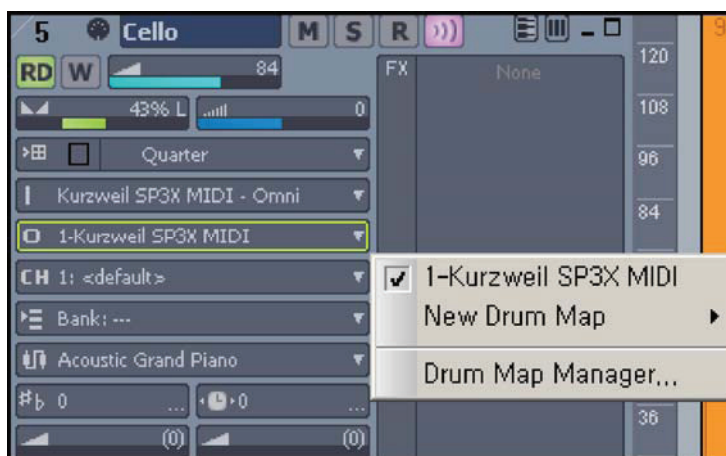 5 Cello M S R
RD W 84 FX None
43% L 0
Quarter
Kurzweil SP3X MIDI - Omni
1-Kurzweil SP3X MIDI
CH 1: <default>
Bank: ---
Acoustic Grand Piano
0 ... 0 ...
(0) (0)
120
108
96
84
36
1-Kurzweil SP3X MIDI
New Drum Map
Drum Map Manager...